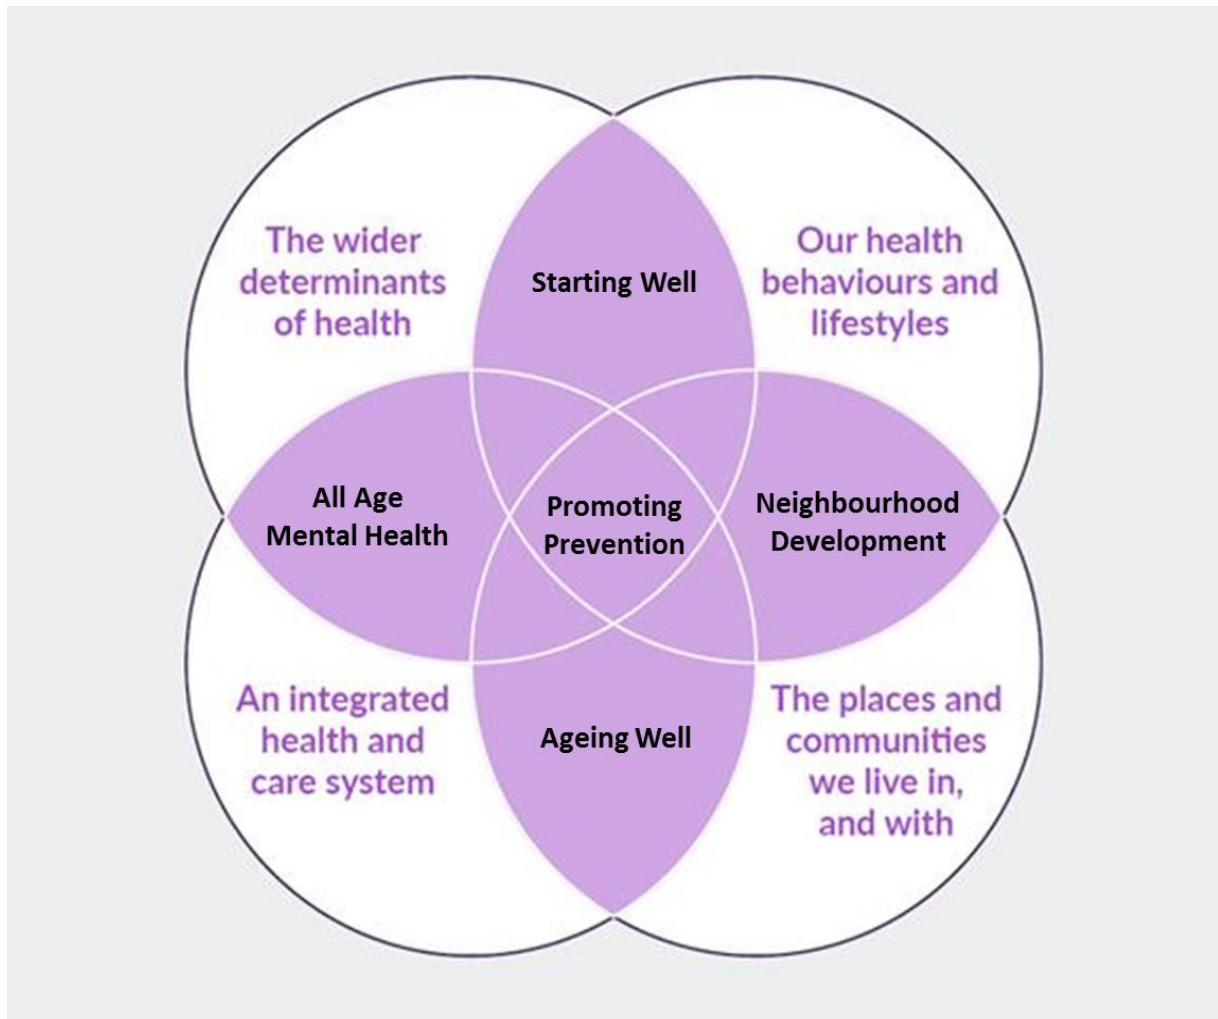 The wider
determinants
of health
Starting Well
Our health
behaviours and
lifestyles
All Age
Mental Health
Promoting
Prevention
Neighbourhood
Development
An integrated
health and
care system
Ageing Well
The places and
communities
we live in,
and with